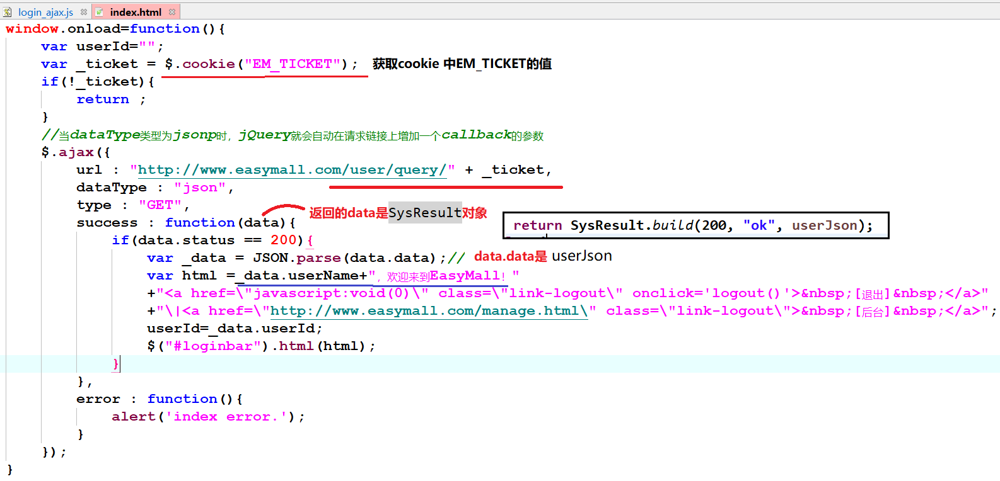 login_ajax.js index.html
window.onload=function(){
var userId="";
var _ticket = $.cookie("EM_TICKET"); 获取cookie 中EM_TICKET的值
if(!_ticket){
return ;
}
//当dataType类型为jsonp时，jQuery就会自动在请求链接上增加一个callback的参数
$.ajax({
url : "http://www.easymall.com/user/query/" + _ticket,
dataType : "json",
type : "GET",
返回的data是SysResult对象
success : function(data){
return SysResult.build(200, "ok", userJson);
if(data.status == 200){
var _data = JSON.parse(data.data);// data.data是 userJson
var html =_data.userName+"，欢迎来到EasyMall！"
+"<a href=\"javascript:void(0)\" class=\"link-logout\" onclick='logout()'>&nbsp;[退出]&nbsp;</a>"
+"\|<a href=\"http://www.easymall.com/manage.html\" class=\"link-logout\">&nbsp;[后台]&nbsp;</a>";
userId=_data.userId;
$("#loginbar").html(html);
}
},
error : function(){
alert('index error.');
}
});
}